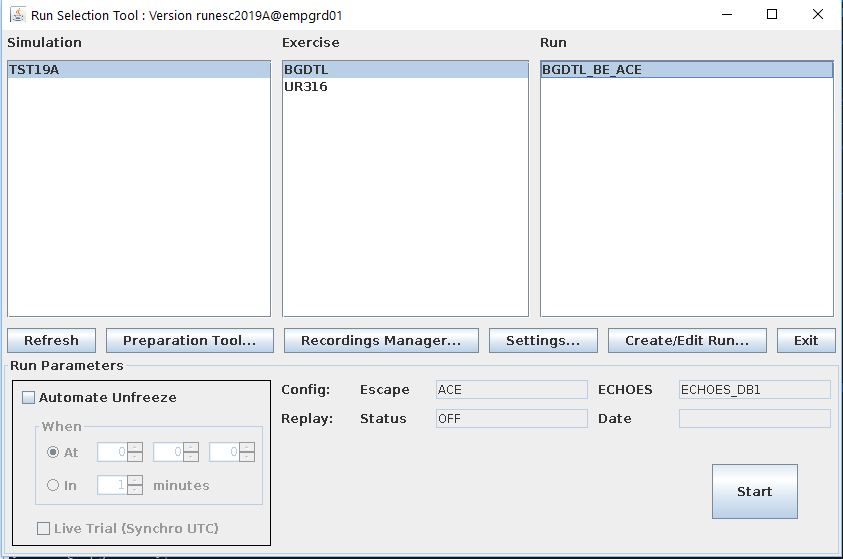 Run Selection Tool : Version runesc2019A@empgrd01
Simulation Exercise Run
TST19A BGDTL BGDTL_BE_ACE
UR316
Refresh Preparation Tool... Recordings Manager... Settings... Create/Edit Run... Exit
Run Parameters
Automate Unfreeze Config: Escape ACE ECHOES ECHOES_DB1
When Replay: Status OFF Date
At 0 0 0
In 1 minutes
Start
Live Trial (Synchro UTC)